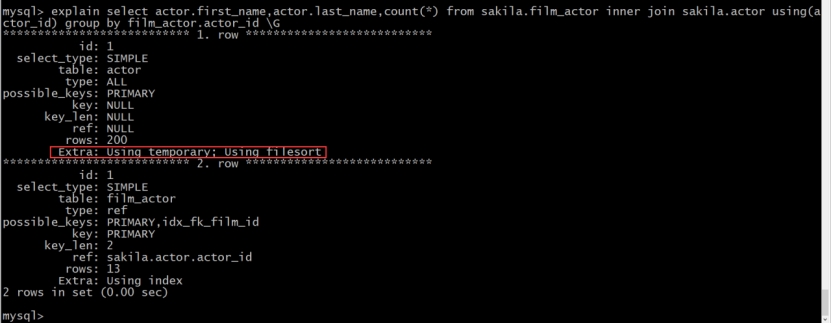 mysql> explain select actor.first_name,actor.last_name,count(*) from sakila.film_actor inner join sakila.actor using(a
ctor_id) group by film_actor.actor_id \G
*************************** 1. row ***************************
           id: 1
  select_type: SIMPLE
        table: actor
         type: ALL
possible_keys: PRIMARY
          key: NULL
      key_len: NULL
          ref: NULL
         rows: 200
        Extra: Using temporary; Using filesort
*************************** 2. row ***************************
           id: 1
  select_type: SIMPLE
        table: film_actor
         type: ref
possible_keys: PRIMARY,idx_fk_film_id
          key: PRIMARY
      key_len: 2
          ref: sakila.actor.actor_id
         rows: 13
        Extra: Using index
2 rows in set (0.00 sec)
mysql>